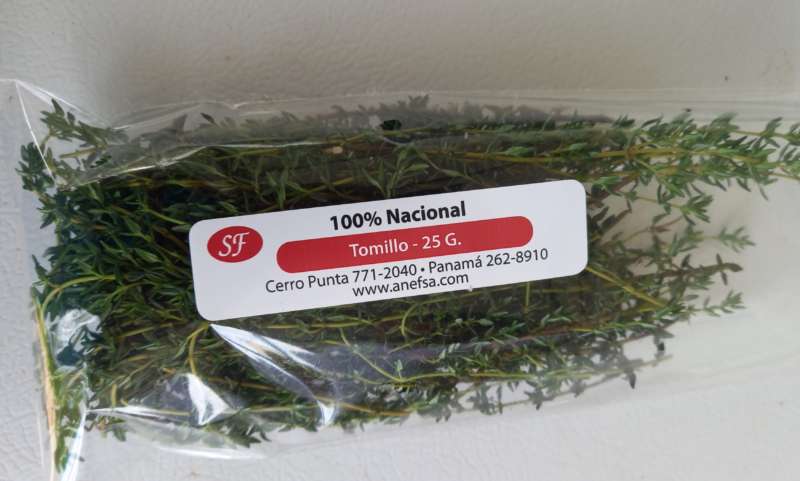 SF
100% Nacional
Tomillo - 25 G.
Cerro Punta 771-2040 • Panamá 262-8910
www.anefsa.com